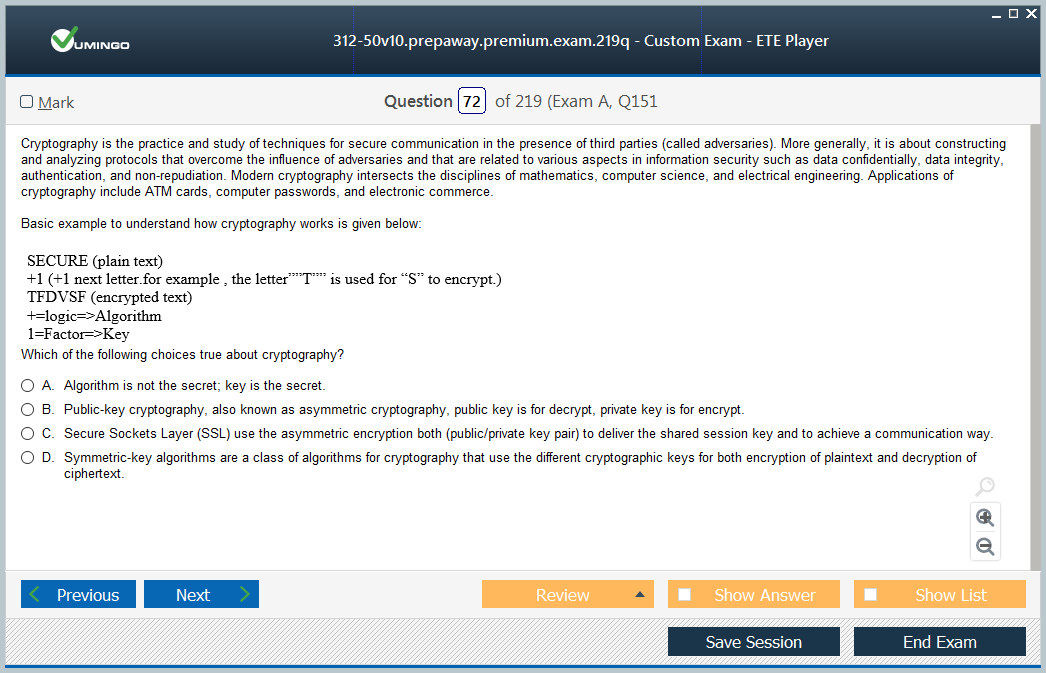 VUMINGO
312-50v10.prepaway.premium.exam.219q - Custom Exam - ETE Player
Mark
Question 72 of 219 (Exam A, Q151
Cryptography is the practice and study of techniques for secure communication in the presence of third parties (called adversaries). More generally, it is about constructing
and analyzing protocols that overcome the influence of adversaries and that are related to various aspects in information security such as data confidentially, data integrity,
authentication, and non-repudiation. Modern cryptography intersects the disciplines of mathematics, computer science, and electrical engineering. Applications of
cryptography include ATM cards, computer passwords, and electronic commerce.
Basic example to understand how cryptography works is given below:
SECURE (plain text)
+1 (+1 next letter.for example , the letter"""T"""" is used for “S” to encrypt.)
TFDVSF (encrypted text)
+=logic=>Algorithm
1=Factor=>Key
Which of the following choices true about cryptography?
A. Algorithm is not the secret; key is the secret.
B. Public-key cryptography, also known as asymmetric cryptography, public key is for decrypt, private key is for encrypt.
C. Secure Sockets Layer (SSL) use the asymmetric encryption both (public/private key pair) to deliver the shared session key and to achieve a communication way.
D. Symmetric-key algorithms are a class of algorithms for cryptography that use the different cryptographic keys for both encryption of plaintext and decryption of
ciphertext.
Previous Next Review Show Answer Show List
Save Session End Exam